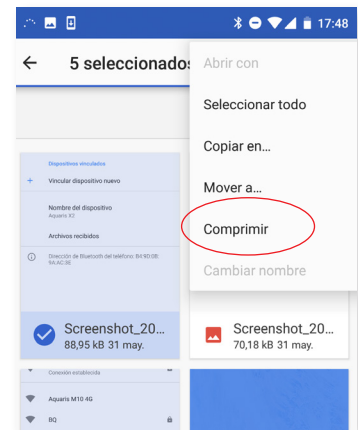 17:48
5 seleccionados
Abrir con
Seleccionar todo
Copiar en...
Mover a...
Comprimir
Cambiar nombre
Dispositivos vinculados
+ Vincular dispositivo nuevo
Nombre del dispositivo
Aquaris X2
Archivos recibidos
Dirección de Bluetooth del teléfono: B4:9D:0B:
9A:AC:9E
Screenshot_20...
88,95 kB 31 may.
Screenshot_20...
70,18 kB 31 may.
Conexión establecida
Aquaris M10 4G
BQ